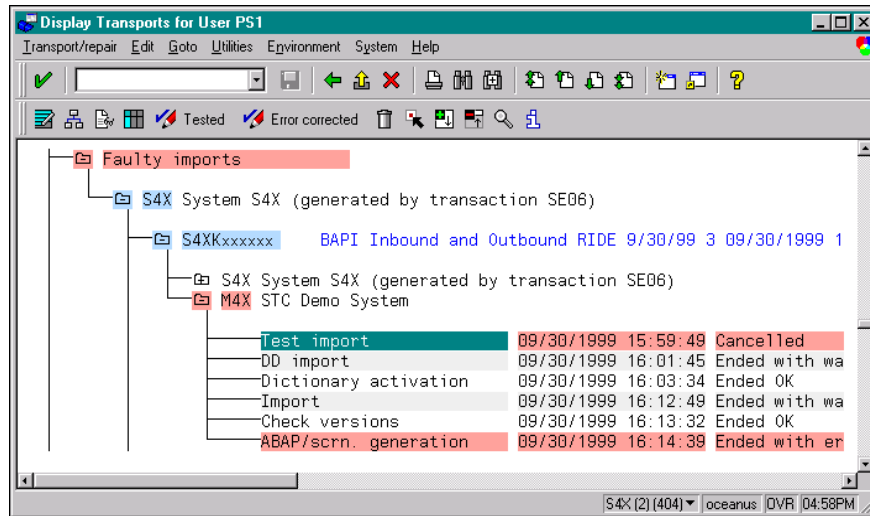 Display Transports for User PS1
Transport/repair Edit Goto Utilities Environment System Help
Tested Error corrected
Faulty imports
S4X System S4X (generated by transaction SE06)
S4XKxxxxxx BAPI Inbound and Outbound RIDE 9/30/99 3 09/30/1999 1
S4X System S4X (generated by transaction SE06)
M4X STC Demo System
Test import 09/30/1999 15:59:49 Cancelled
DD import 09/30/1999 16:01:45 Ended with wa
Dictionary activation 09/30/1999 16:03:34 Ended OK
Import 09/30/1999 16:12:49 Ended with wa
Check versions 09/30/1999 16:13:32 Ended OK
ABAP/scrn. generation 09/30/1999 16:14:39 Ended with er
S4X (2) (404) oceanus OVR 04:58PM